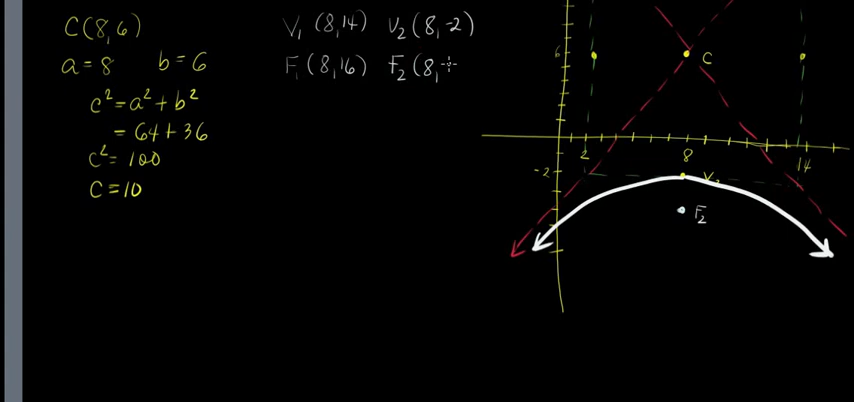 C(8,6)
a=8 b=6
c²=a²+b²
= 64+36
c²= 100
c=10
V₁ (8,14) V₂(8,-2)
F₁(8,16) F₂(8,-
6
C
2
8
14
-2
V₂
F₂